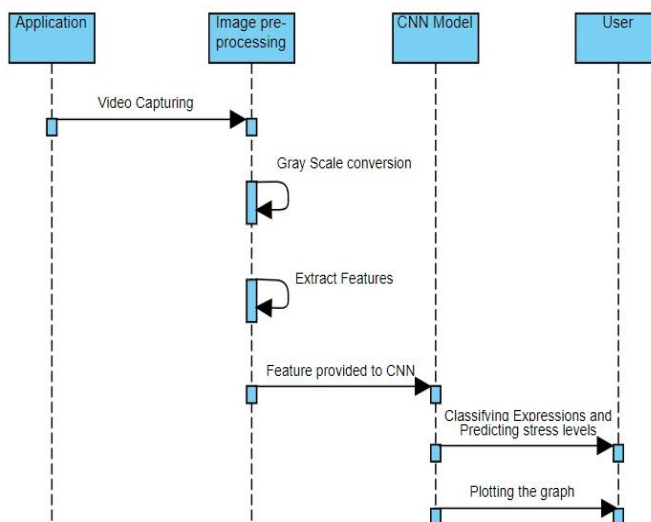 Application
Image pre-
processing
CNN Model
User
Video Capturing
Gray Scale conversion
Extract Features
Feature provided to CNN
Classifying Expressions and
Predicting stress levels
Plotting the graph